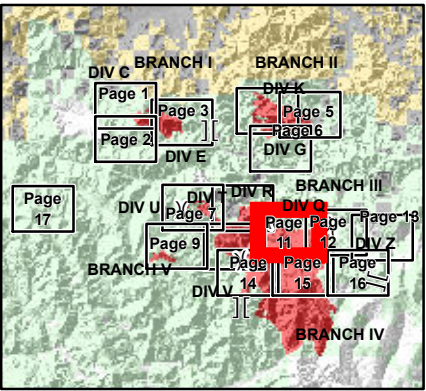 BRANCH I
BRANCH II
DIV C
DIV K
Page 1
Page 3
Page 5
Page 6
Page 2
DIV G
DIV E
BRANCH III
Page
17
DIV R
DIV U
DIV Q
Page 7
Page
11
Page
12
Page 13
Page 9
DIV Z
BRANCH V
Page
14
Page
15
Page
16
DIV V
BRANCH IV